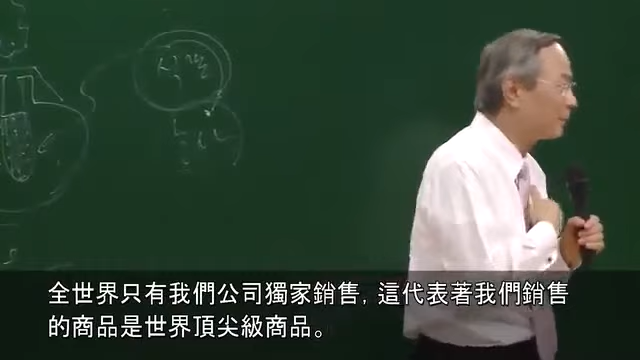 全世界只有我們公司獨家銷售, 這代表著我們銷售
的商品是世界頂尖級商品。